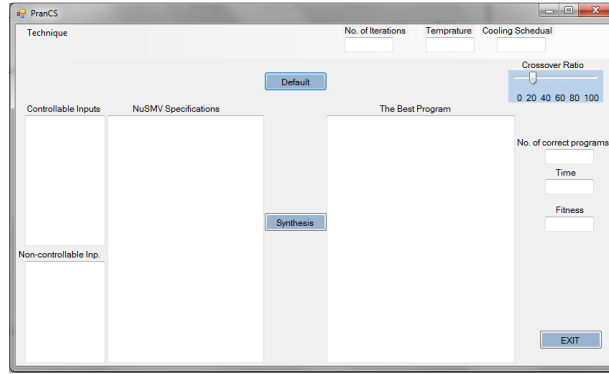 PranCS
Technique
No. of Iterations
Temprature
Cooling Schedual
Crossover Ratio
0 20 40 60 80 100
Default
Controllable Inputs
NuSMV Specifications
The Best Program
No. of correct programs
Time
Fitness
Synthesis
Non-controllable Inp.
EXIT